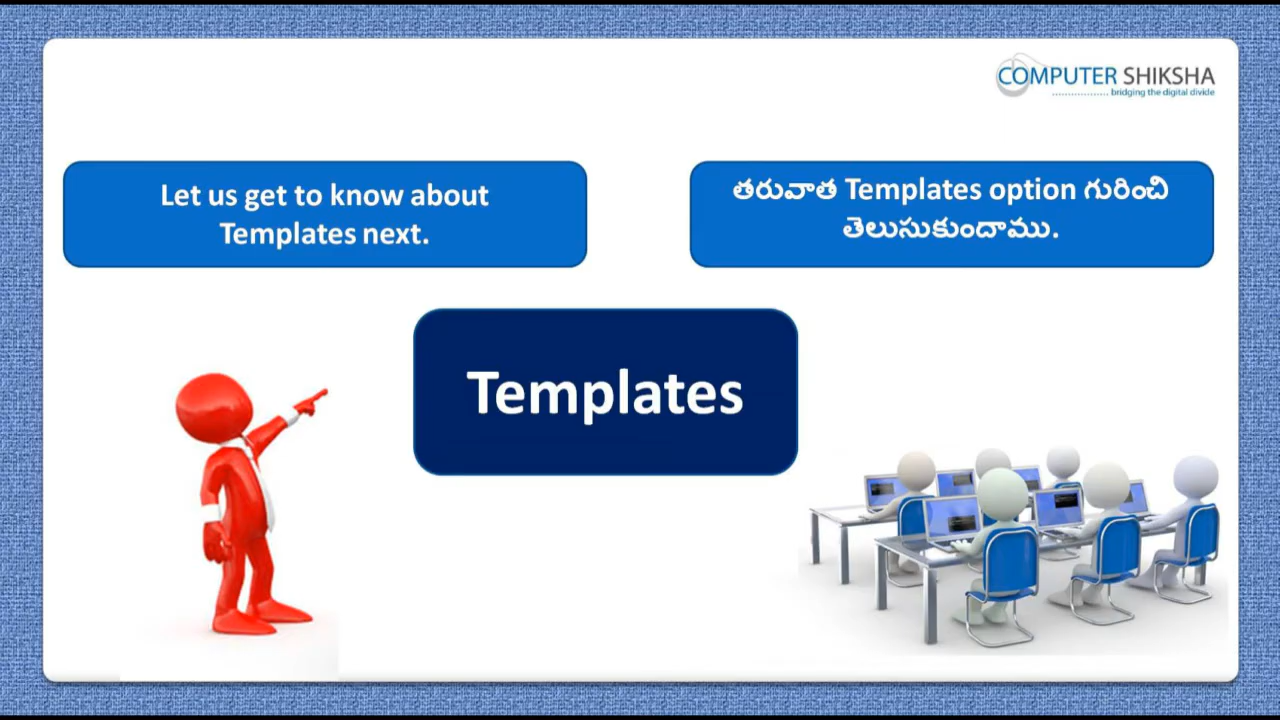 COMPUTER SHIKSHA
bridging the digital divide
Let us get to know about
Templates next.
తరువాత Templates option గురించి
తెలుసుకుందాము.
Templates